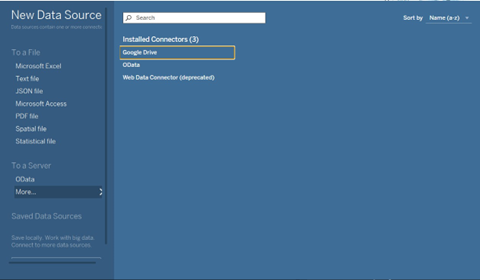 New Data Source
Data sources contain one or more connects
To a File
Microsoft Excel
Text file
JSON file
Microsoft Access
PDF file
Spatial file
Statistical file
To a Server
OData
More...
Saved Data Sources
Save locally. Work with big data.
Connect to more data sources.
Search
Sort by Name (a-z)
Installed Connectors (3)
Google Drive
OData
Web Data Connector (deprecated)